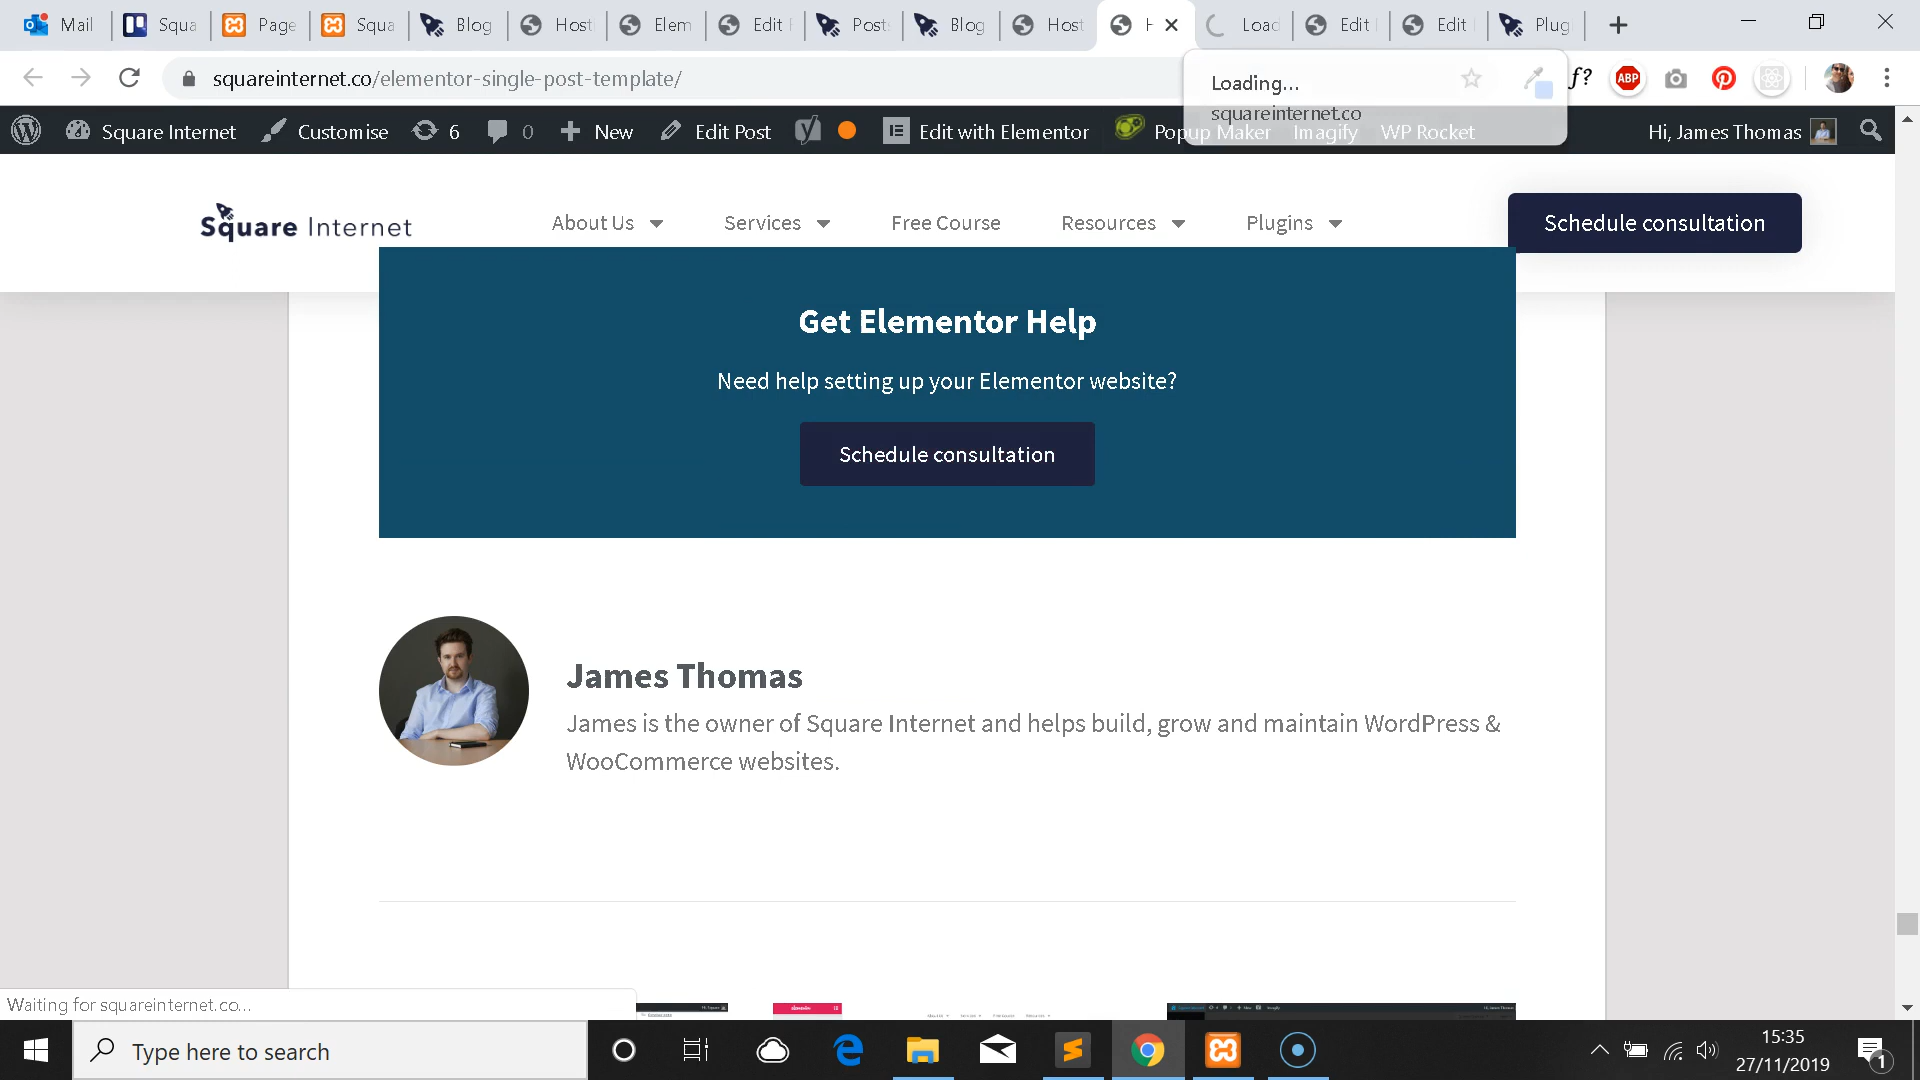 Mail
Squa
Page
Squa
Blog
Host
Elem
Edit
Post
Blog
Host
H
Load
Edit
Edit
Plug
squareinternet.co/elementor-single-post-template/
f?
ABP
Loading...
squareinternet.co
Square Internet
Customise
6
0
New
Edit Post
Edit with Elementor
Popup Maker
Imagify
WP Rocket
Hi, James Thomas
Square Internet
About Us
Services
Free Course
Resources
Plugins
Schedule consultation
Get Elementor Help
Need help setting up your Elementor website?
Schedule consultation
James Thomas
James is the owner of Square Internet and helps build, grow and maintain WordPress &
WooCommerce websites.
Waiting for squareinternet.co...
Type here to search
15:35
27/11/2019
1